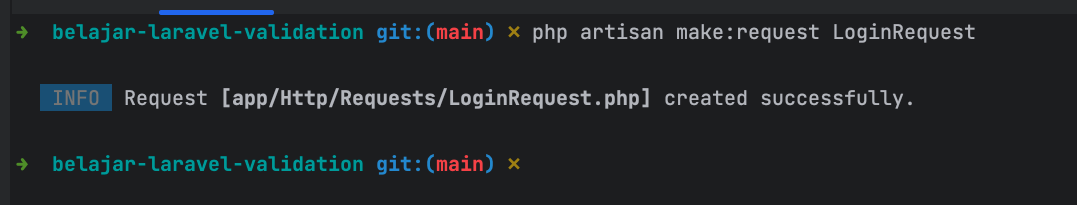 ➜ belajar-laravel-validation git:(main) ✗ php artisan make:request LoginRequest
INFO Request [app/Http/Requests/LoginRequest.php] created successfully.
➜ belajar-laravel-validation git:(main) ✗